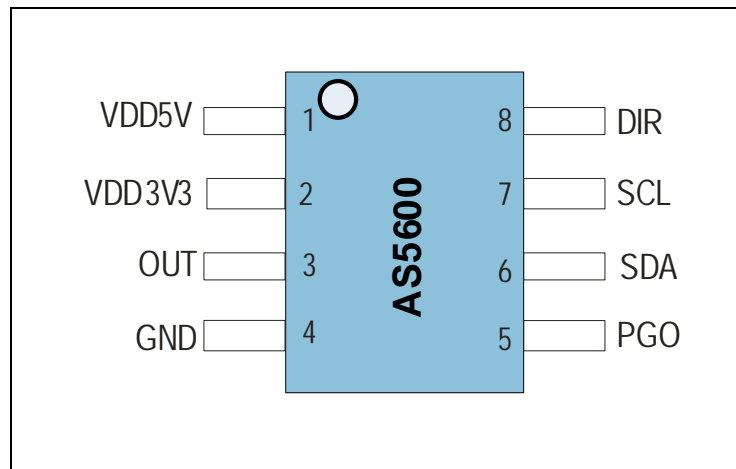 VDD5V 1 8 DIR
VDD3V3 2 7 SCL
OUT 3 6 SDA
GND 4 5 PGO
AS5600